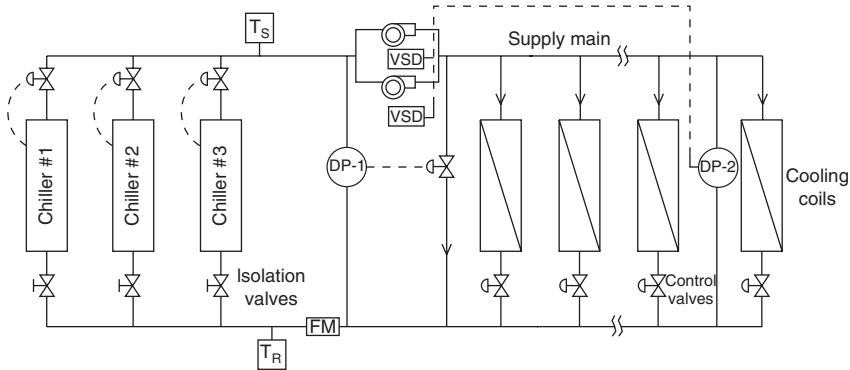 T_S
VSD
VSD
Supply main
Chiller #1
Chiller #2
Chiller #3
DP-1
DP-2
Cooling
coils
Isolation
valves
Control
valves
FM
T_R